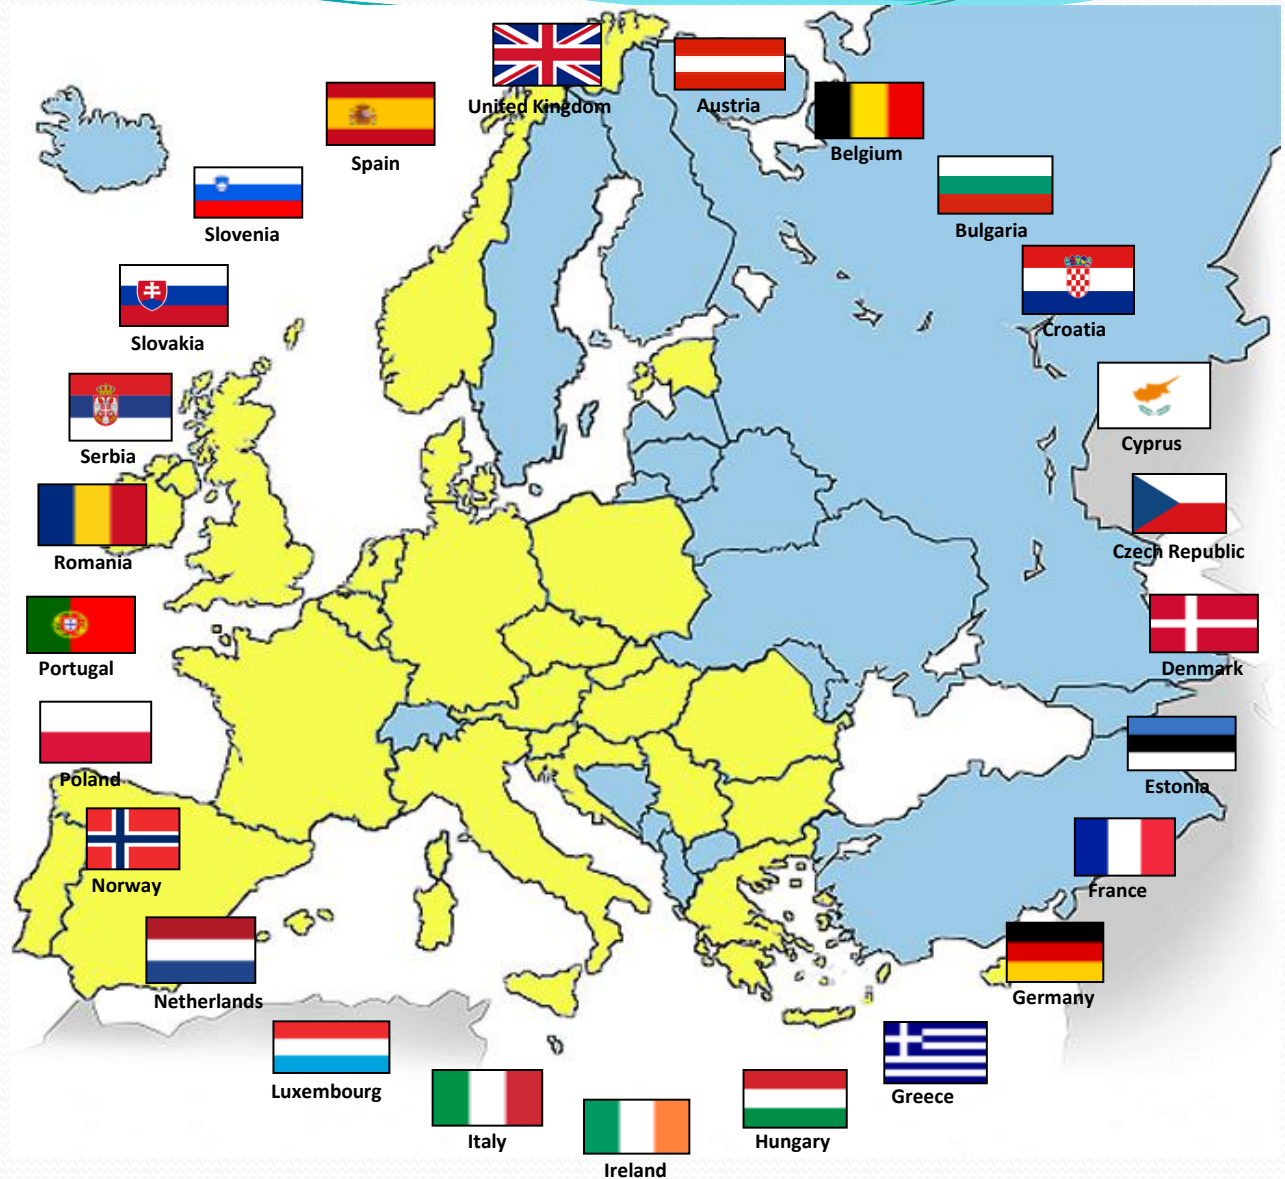 United Kingdom
Austria
Belgium
Spain
Bulgaria
Slovenia
Croatia
Slovakia
Cyprus
Serbia
Czech Republic
Romania
Portugal
Denmark
Poland
Estonia
Norway
France
Netherlands
Germany
Luxembourg
Greece
Italy
Hungary
Ireland